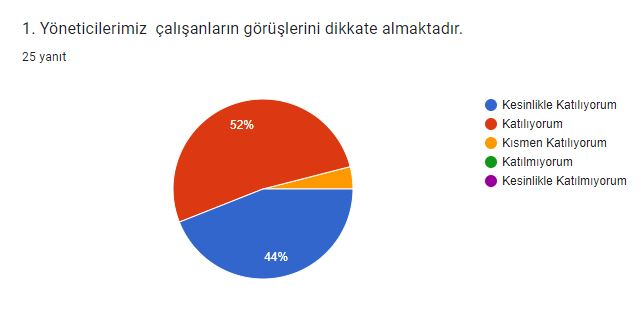 1. Yöneticilerimiz  çalışanların görüşlerini dikkate almaktadır.
25 yanıt
52%
44%
Kesinlikle Katılıyorum
Katılıyorum
Kısmen Katılıyorum
Katılmıyorum
Kesinlikle Katılmıyorum